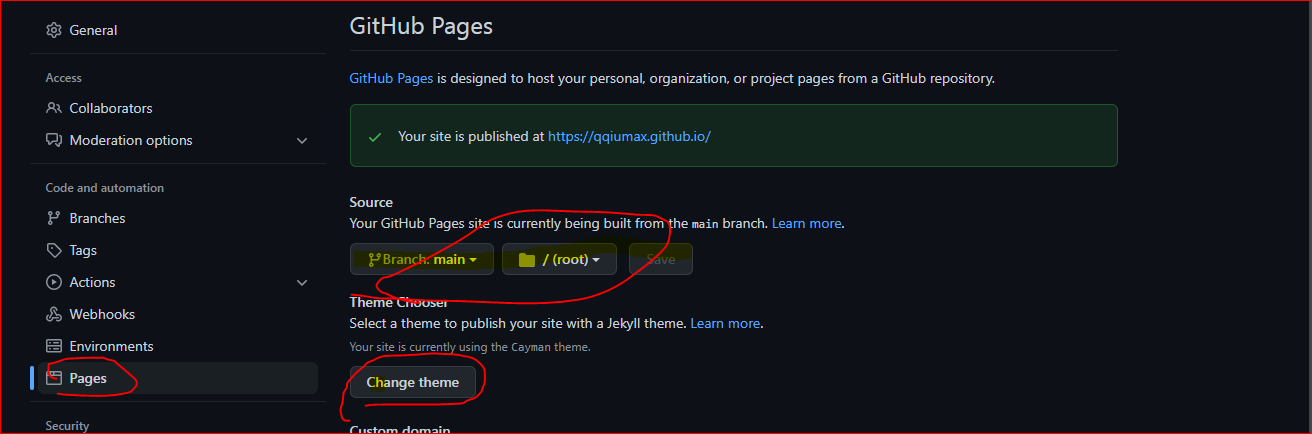 General
Access
Collaborators
Moderation options
Code and automation
Branches
Tags
Actions
Webhooks
Environments
Pages
Security
GitHub Pages
GitHub Pages is designed to host your personal, organization, or project pages from a GitHub repository.
Your site is published at https://qqiumax.github.io/
Source
Your GitHub Pages site is currently being built from the main branch. Learn more.
Branch: main / (root) Save
Theme Chooser
Select a theme to publish your site with a Jekyll theme. Learn more.
Your site is currently using the Cayman theme.
Change theme
Custom domain